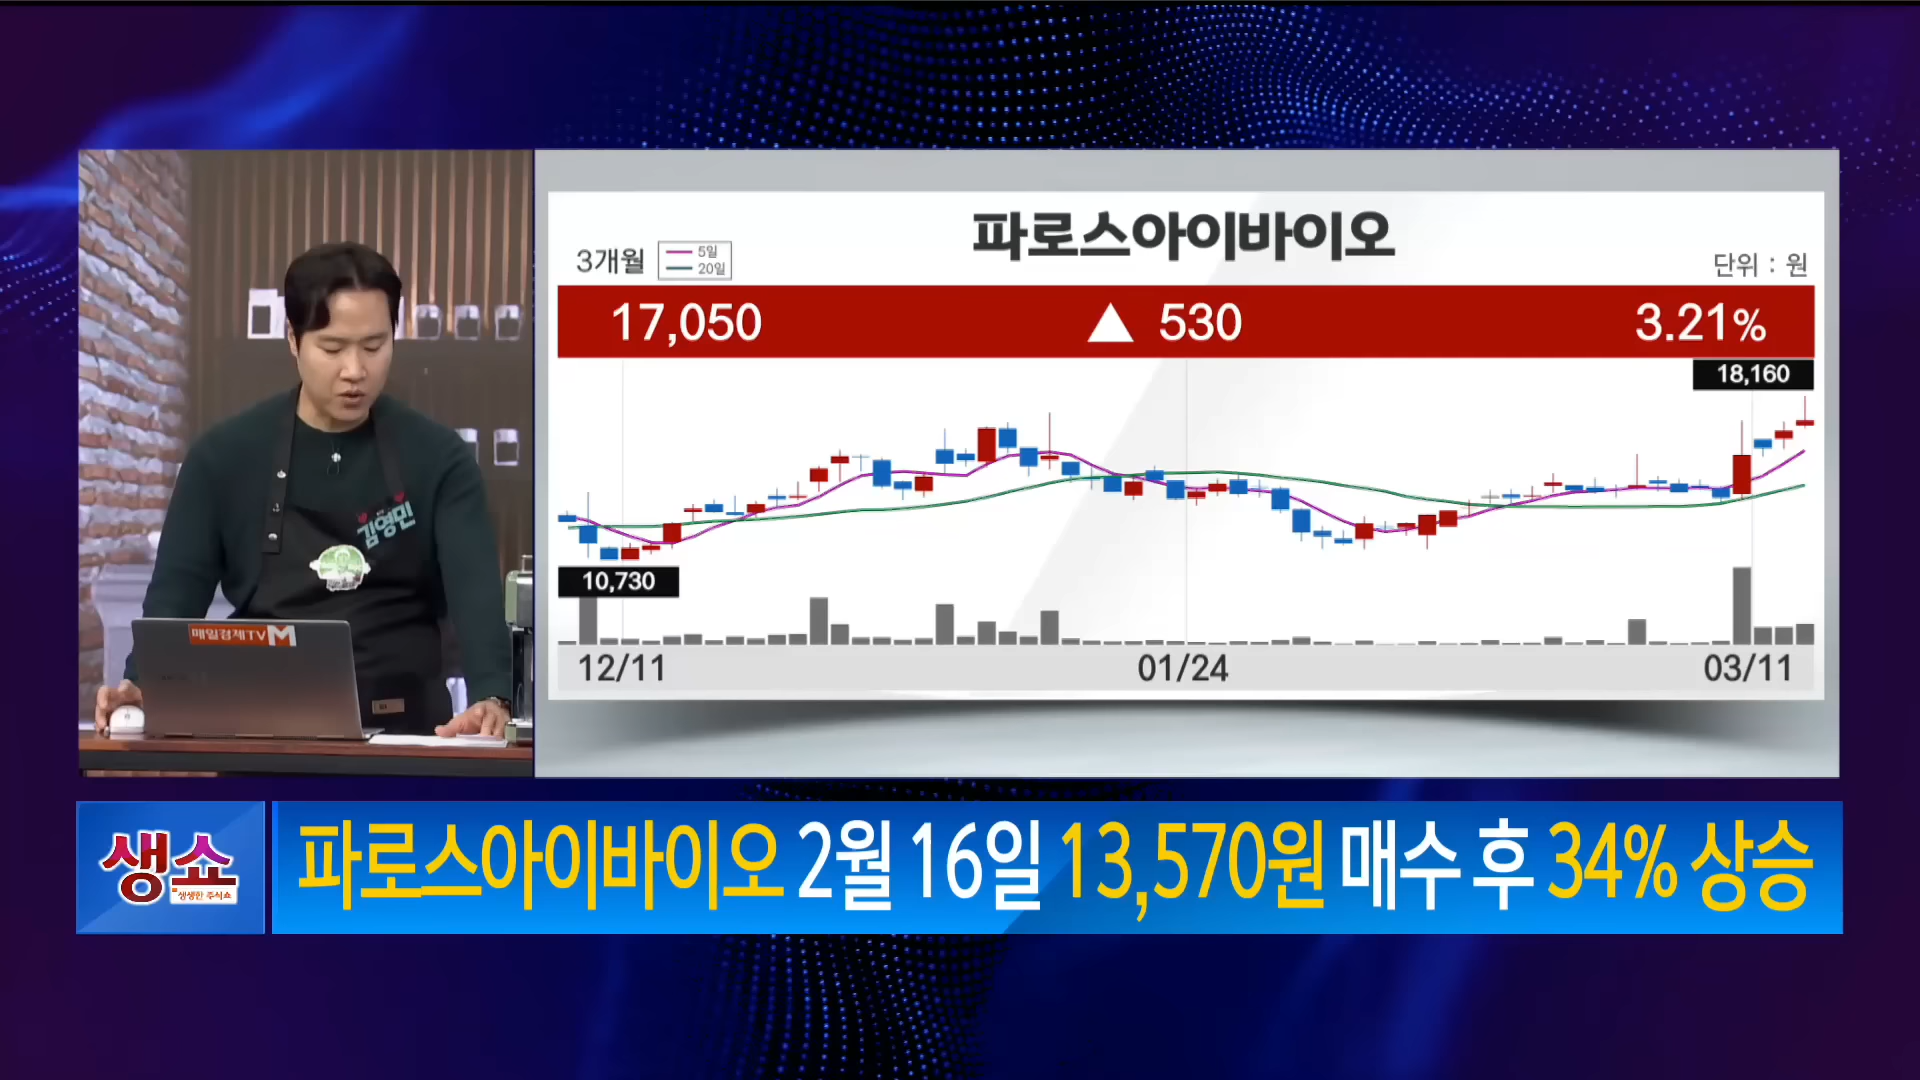 파로스아이바이오
3개월
5일
20일
단위 : 원
17,050 ▲ 530 3.21%
18,160
10,730
12/11 01/24 03/11
김영민
매일경제TV M
생쇼
생생한 주식쇼
파로스아이바이오 2월 16일 13,570원 매수 후 34% 상승